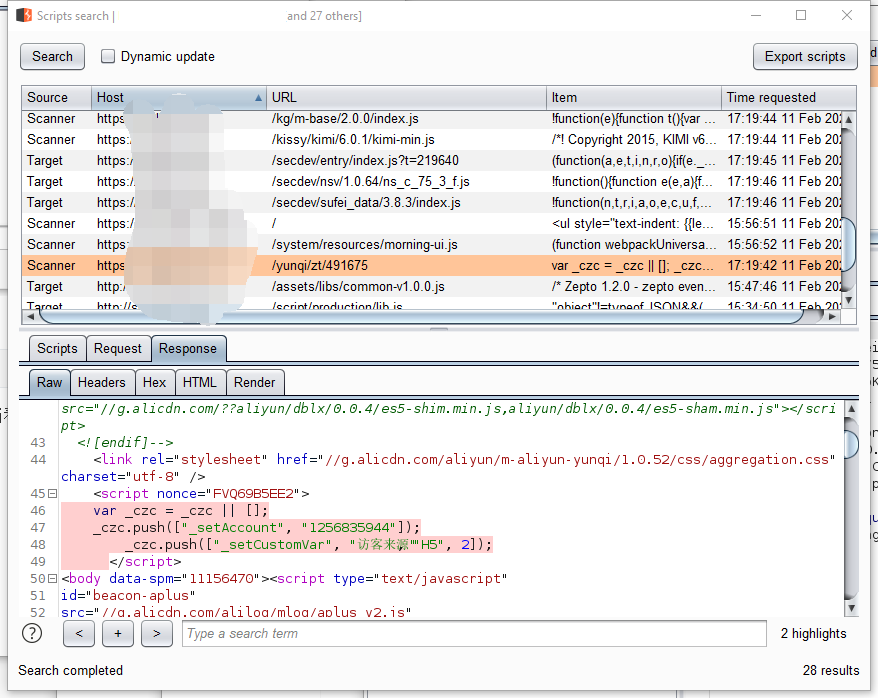 Scripts search |
and 27 others]
Search
Dynamic update
Export scripts
Source Host URL Item Time requested
Scanner https /kg/m-base/2.0.0/index.js !function(e){function t(){var ... 17:19:44 11 Feb 202
Scanner https:/ /kissy/kimi/6.0.1/kimi-min.js /*! Copyright 2015, KIMI v6... 17:19:44 11 Feb 202
Target https:/ /secdev/entry/index.js?t=219640 (function(a,e,t,i,n,r,o){if(e._... 17:19:45 11 Feb 202
Target https:/ /secdev/nsv/1.0.64/ns_c_75_3_f.js !function(){function e(e,a){f... 17:19:46 11 Feb 202
Target https:/ /secdev/sufei_data/3.8.3/index.js !function(n,t,r,i,a,o,e,c,u,f,... 17:19:46 11 Feb 202
Scanner https:/ / <ul style="text-indent: {{le... 15:56:51 11 Feb 202
Scanner https: /system/resources/morning-ui.js (function webpackUniversa... 15:56:52 11 Feb 202
Scanner https /yunqi/zt/491675 var _czc = _czc || []; _czc... 17:19:42 11 Feb 202
Target http: /assets/libs/common-v1.0.0.js /* Zepto 1.2.0 - zepto even... 15:47:46 11 Feb 202
Target http://s /script/production/lib.js "object"!=typeof JSON&&( 15:34:50 11 Feb 202
Scripts Request Response
Raw Headers Hex HTML Render
src="//g.alicdn.com/??aliyun/dblx/0.0.4/es5-shim.min.js,aliyun/dblx/0.0.4/es5-sham.min.js"></scri
pt>
43 <![endif]-->
44 <link rel="stylesheet" href="//g.alicdn.com/aliyun/m-aliyun-yunqi/1.0.52/css/aggregation.css"
charset="utf-8" />
45 <script nonce="FVQ69B5EE2">
46 var _czc = _czc || [];
47 _czc.push(["_setAccount", "1256835944"]);
48 _czc.push(["_setCustomVar", "访客来源""H5", 2]);
49 </script>
50 <body data-spm="11156470"><script type="text/javascript"
51 id="beacon-aplus"
52 src="//g.alicdn.com/alilog/mlog/aplus_v2.js"
? < + > Type a search term 2 highlights
Search completed 28 results